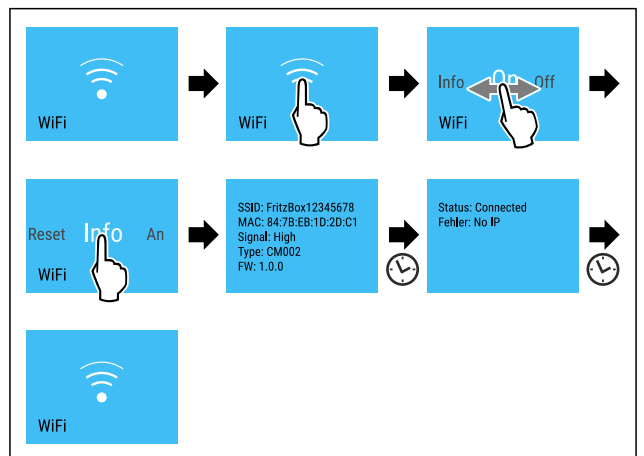 WiFi
WiFi
Info On Off
WiFi
Reset Info An
WiFi
SSID: FritzBox12345678
MAC: 84:7B:EB:1D:2D:C1
Signal: High
Type: CM002
FW: 1.0.0
Status: Connected
Fehler: No IP
WiFi